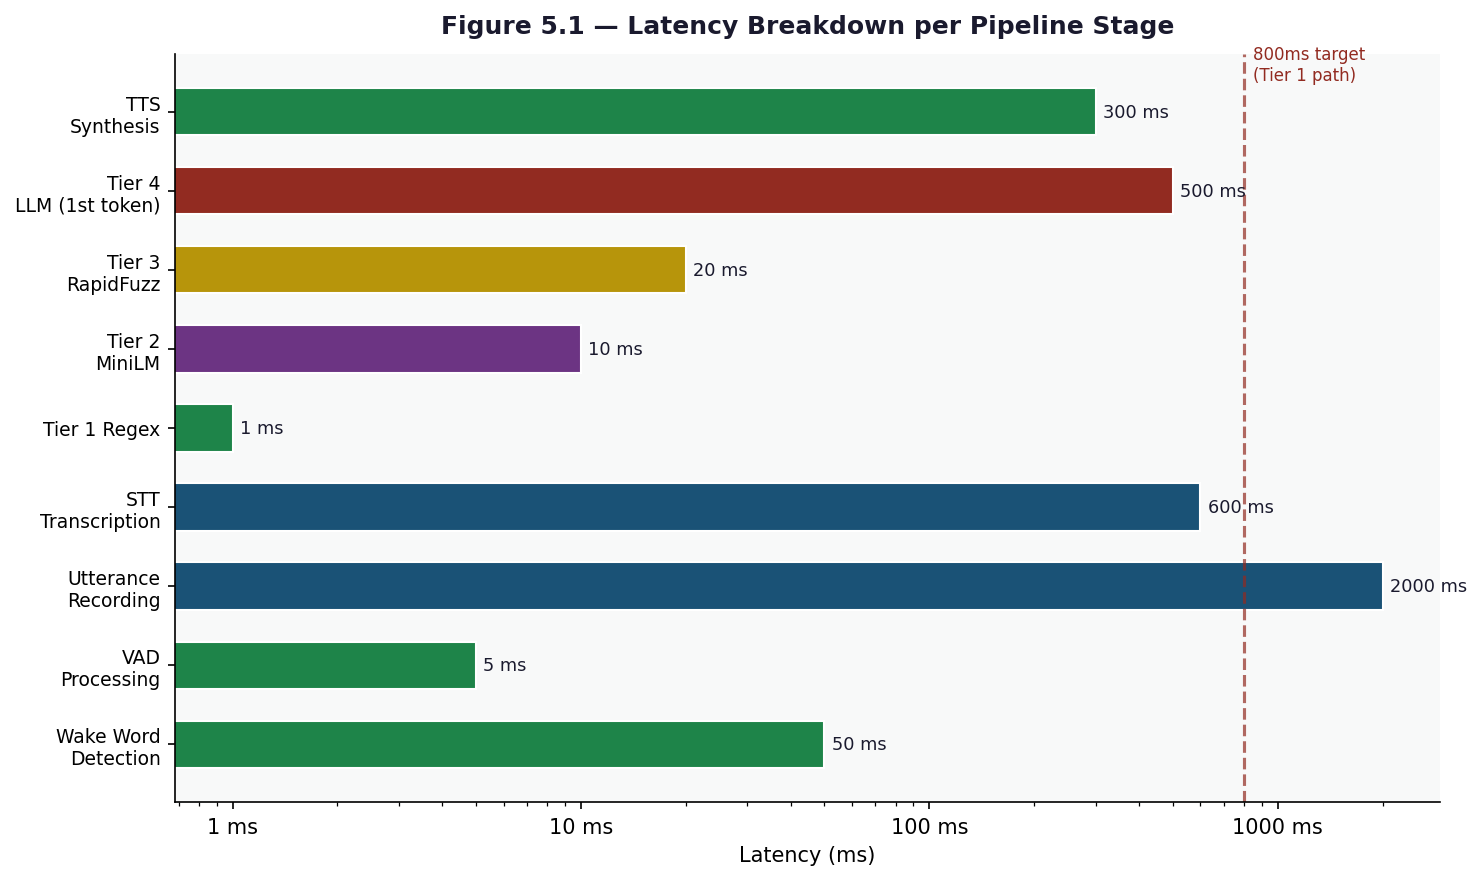 Figure 5.1 — Latency Breakdown per Pipeline Stage
800ms target
(Tier 1 path)
TTS
Synthesis
300 ms
Tier 4
LLM (1st token)
500 ms
Tier 3
RapidFuzz
20 ms
Tier 2
MiniLM
10 ms
Tier 1 Regex
1 ms
STT
Transcription
600 ms
Utterance
Recording
2000 ms
VAD
Processing
5 ms
Wake Word
Detection
50 ms
1 ms
10 ms
100 ms
1000 ms
Latency (ms)